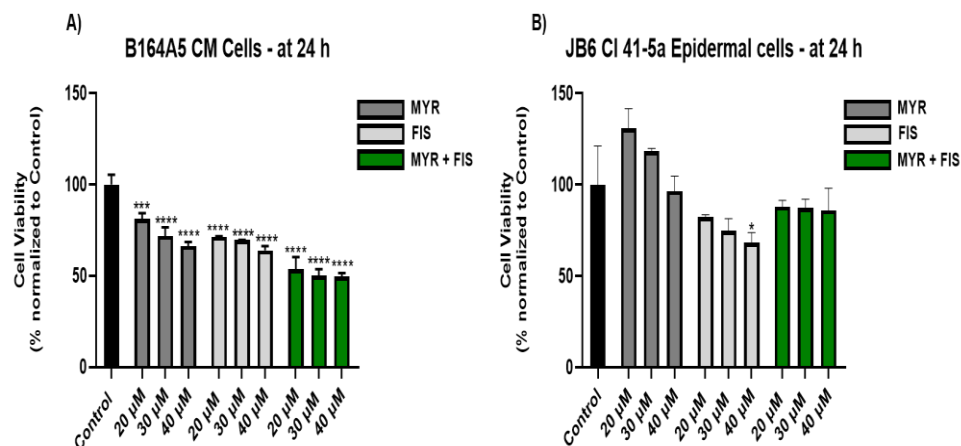 A)
B164A5 CM Cells - at 24 h
Cell Viability
(% normalized to Control)
150
100
50
0
***
****
****
****
****
****
****
****
****
MYR
FIS
MYR + FIS
Control
20 µM
30 µM
40 µM
20 µM
30 µM
40 µM
20 µM
30 µM
40 µM
B)
JB6 Cl 41-5a Epidermal cells - at 24 h
Cell Viability
(% normalized to Control)
150
100
50
0
*
MYR
FIS
MYR + FIS
Control
20 µM
30 µM
40 µM
20 µM
30 µM
40 µM
20 µM
30 µM
40 µM